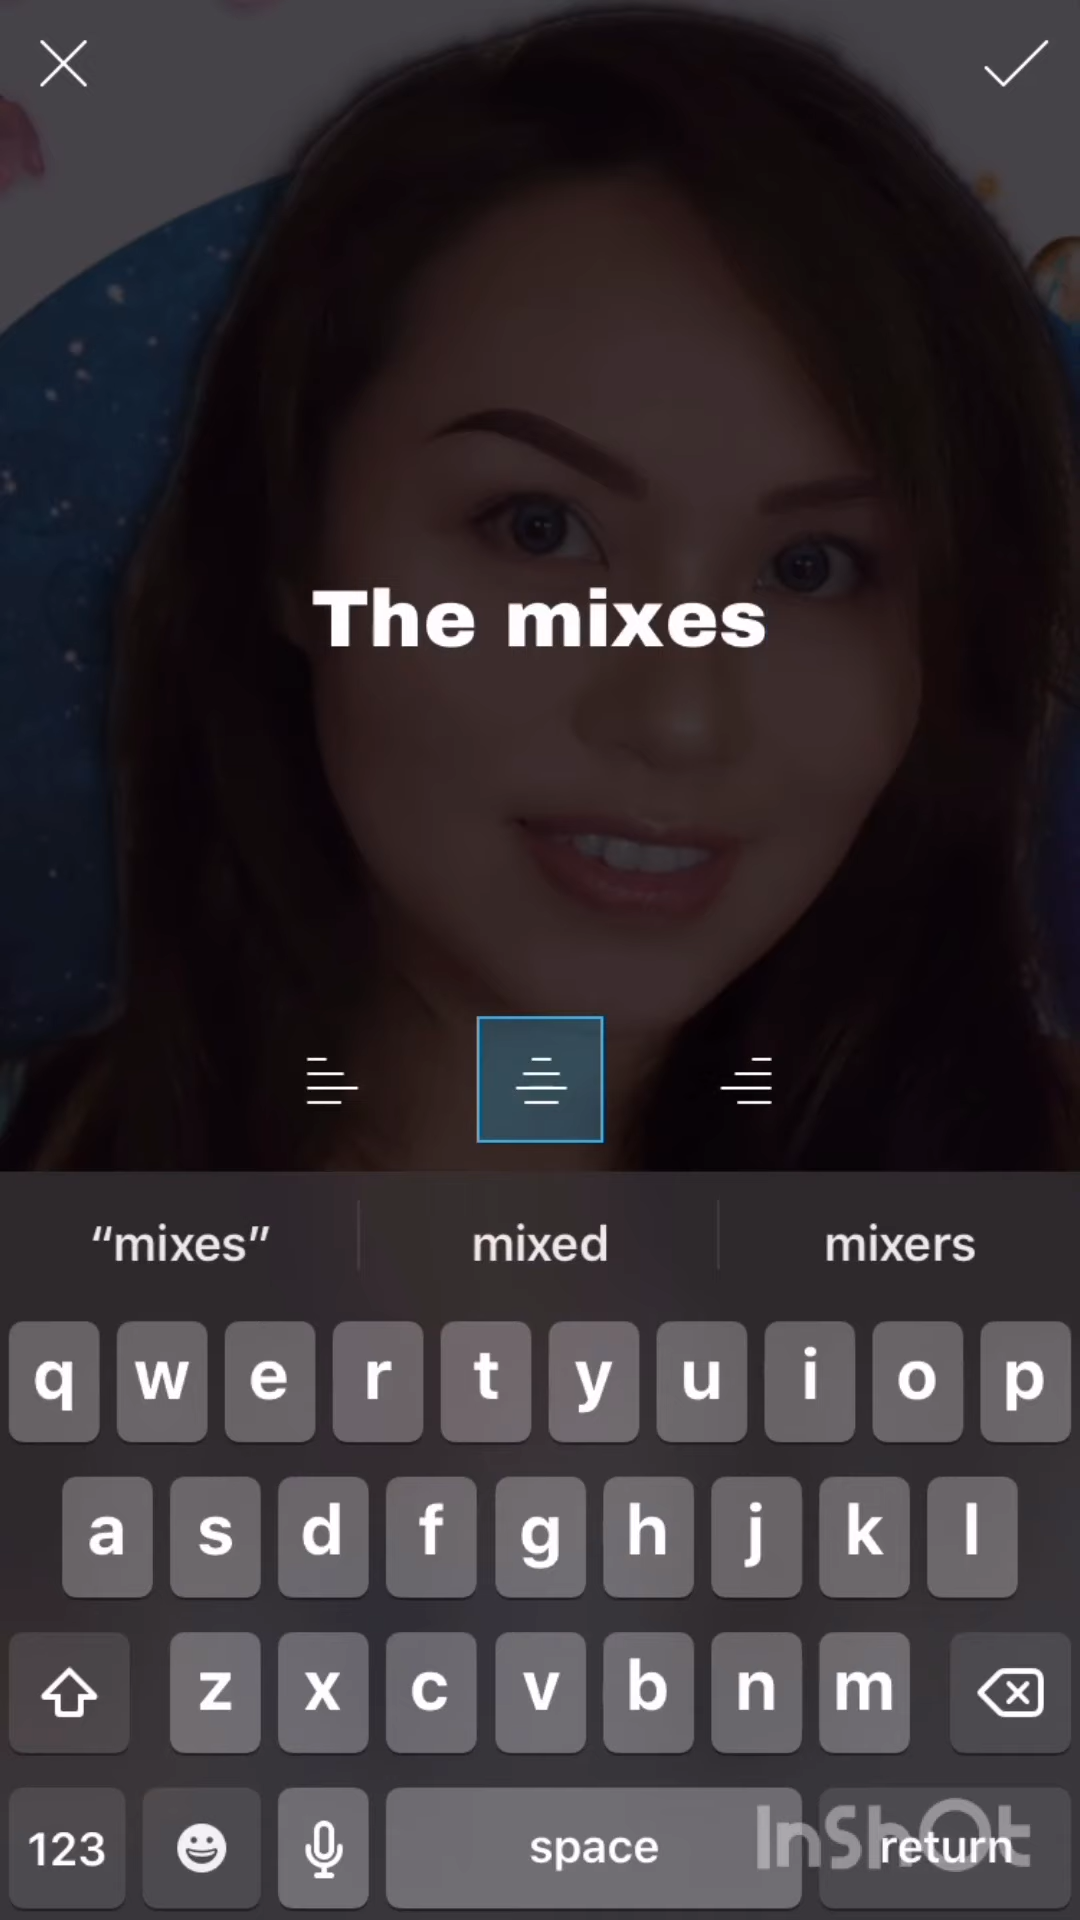 The mixes
“mixes” mixed mixers
q w e r t y u i o p
a s d f g h j k l
z x c v b n m
123 space return
InShOt